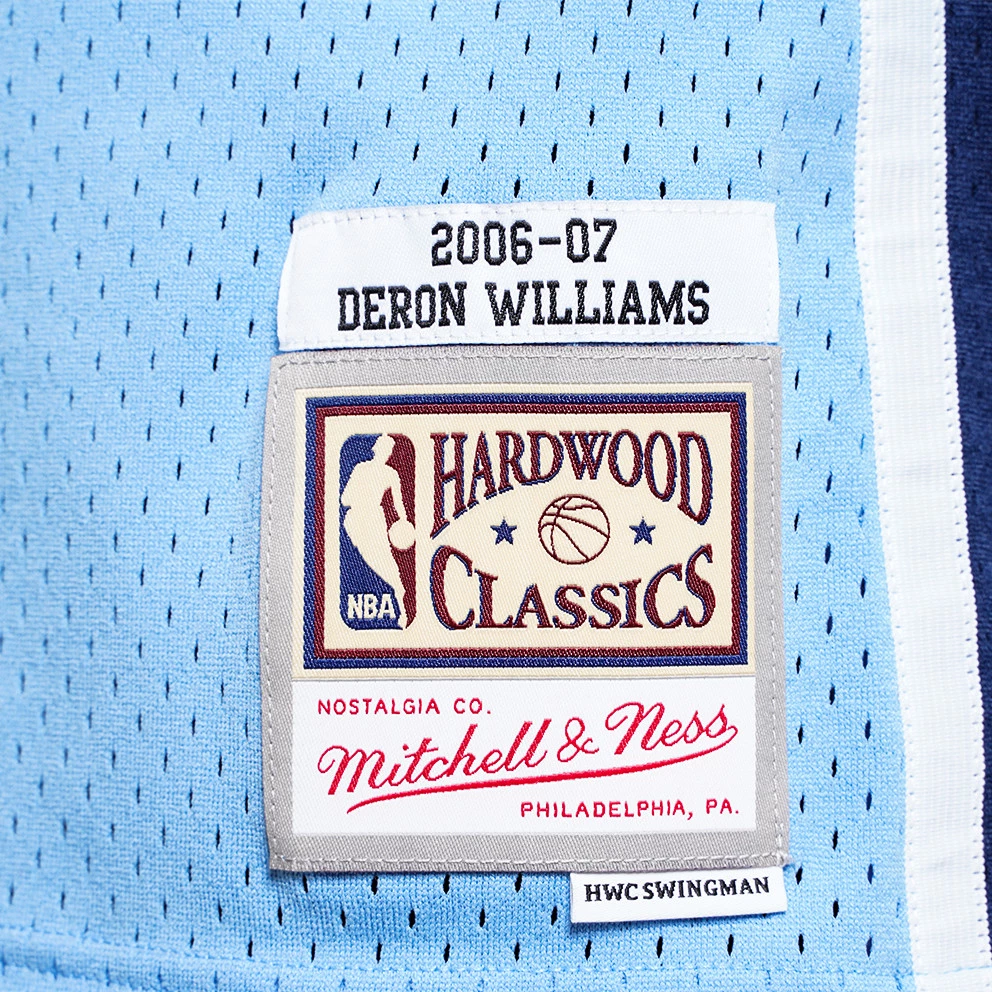 2006-07
DERON WILLIAMS
HARDWOOD
CLASSICS
NBA
NOSTALGIA CO.
Mitchell & Ness
PHILADELPHIA, PA.
HWC SWINGMAN